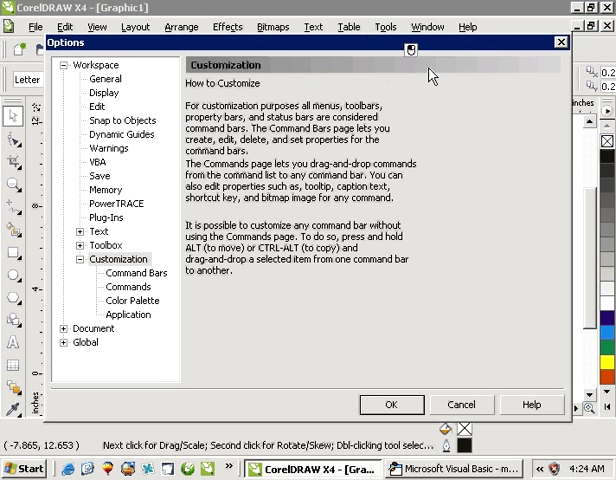 CorelDRAW X4 - [Graphic1]
File Edit View Layout Arrange Effects Bitmaps Text Table Tools Window Help
Letter
0.2
0.2
Options
Workspace
General
Display
Edit
Snap to Objects
Dynamic Guides
Warnings
VBA
Save
Memory
PowerTRACE
Plug-Ins
Text
Toolbox
Customization
Command Bars
Commands
Color Palette
Application
Document
Global
Customization
How to Customize
For customization purposes all menus, toolbars,
property bars, and status bars are considered
command bars. The Command Bars page lets you
create, edit, delete, and set properties for the
command bars.
The Commands page lets you drag-and-drop commands
from the command list to any command bar. You can
also edit properties such as, tooltip, caption text,
shortcut key, and bitmap image for any command.
It is possible to customize any command bar without
using the Commands page. To do so, press and hold
ALT (to move) or CTRL-ALT (to copy) and
drag-and-drop a selected item from one command bar
to another.
OK Cancel Help
inches
inches
(-7.865, 12.653) Next click for Drag/Scale; Second click for Rotate/Skew; Dbl-clicking tool selec...
Start
CorelDRAW X4 - [Gra...
Microsoft Visual Basic - m...
4:24 AM